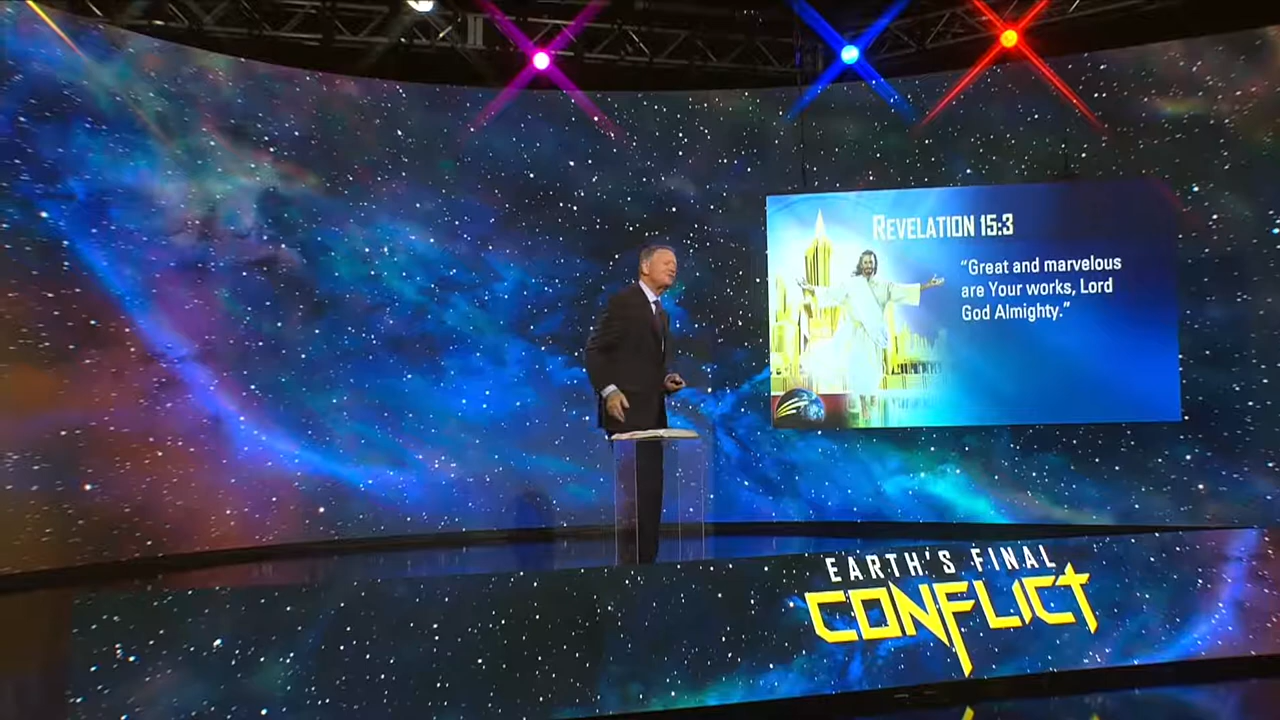 REVELATION 15:3
“Great and marvelous
are Your works, Lord
God Almighty.”
EARTH'S FINAL
CONFLICT